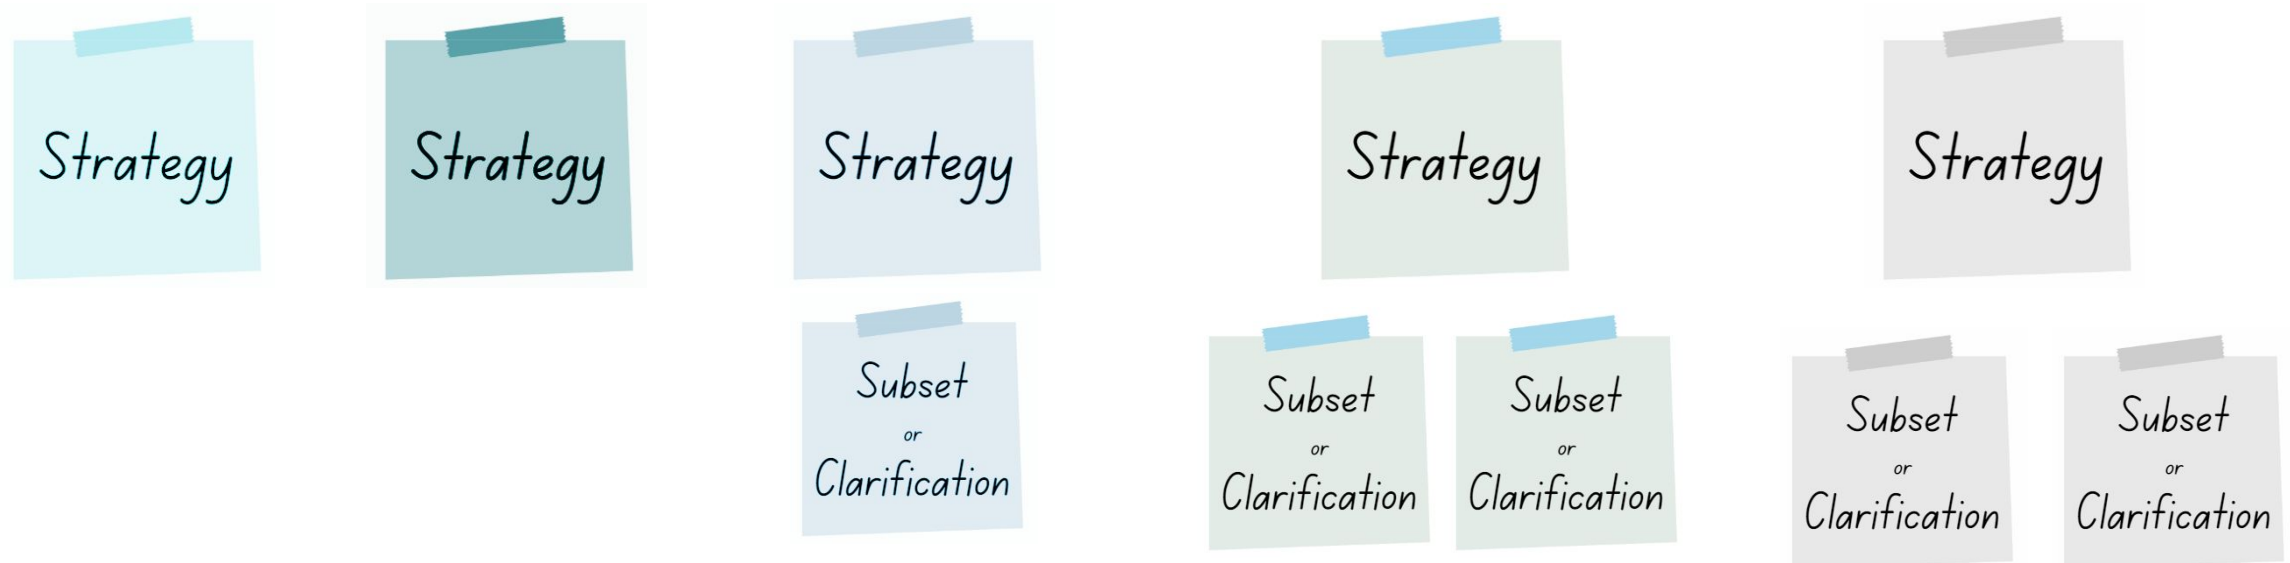 Strategy
Strategy
Strategy
Strategy
Strategy
Subset
or
Clarification
Subset
or
Clarification
Subset
or
Clarification
Subset
or
Clarification
Subset
or
Clarification